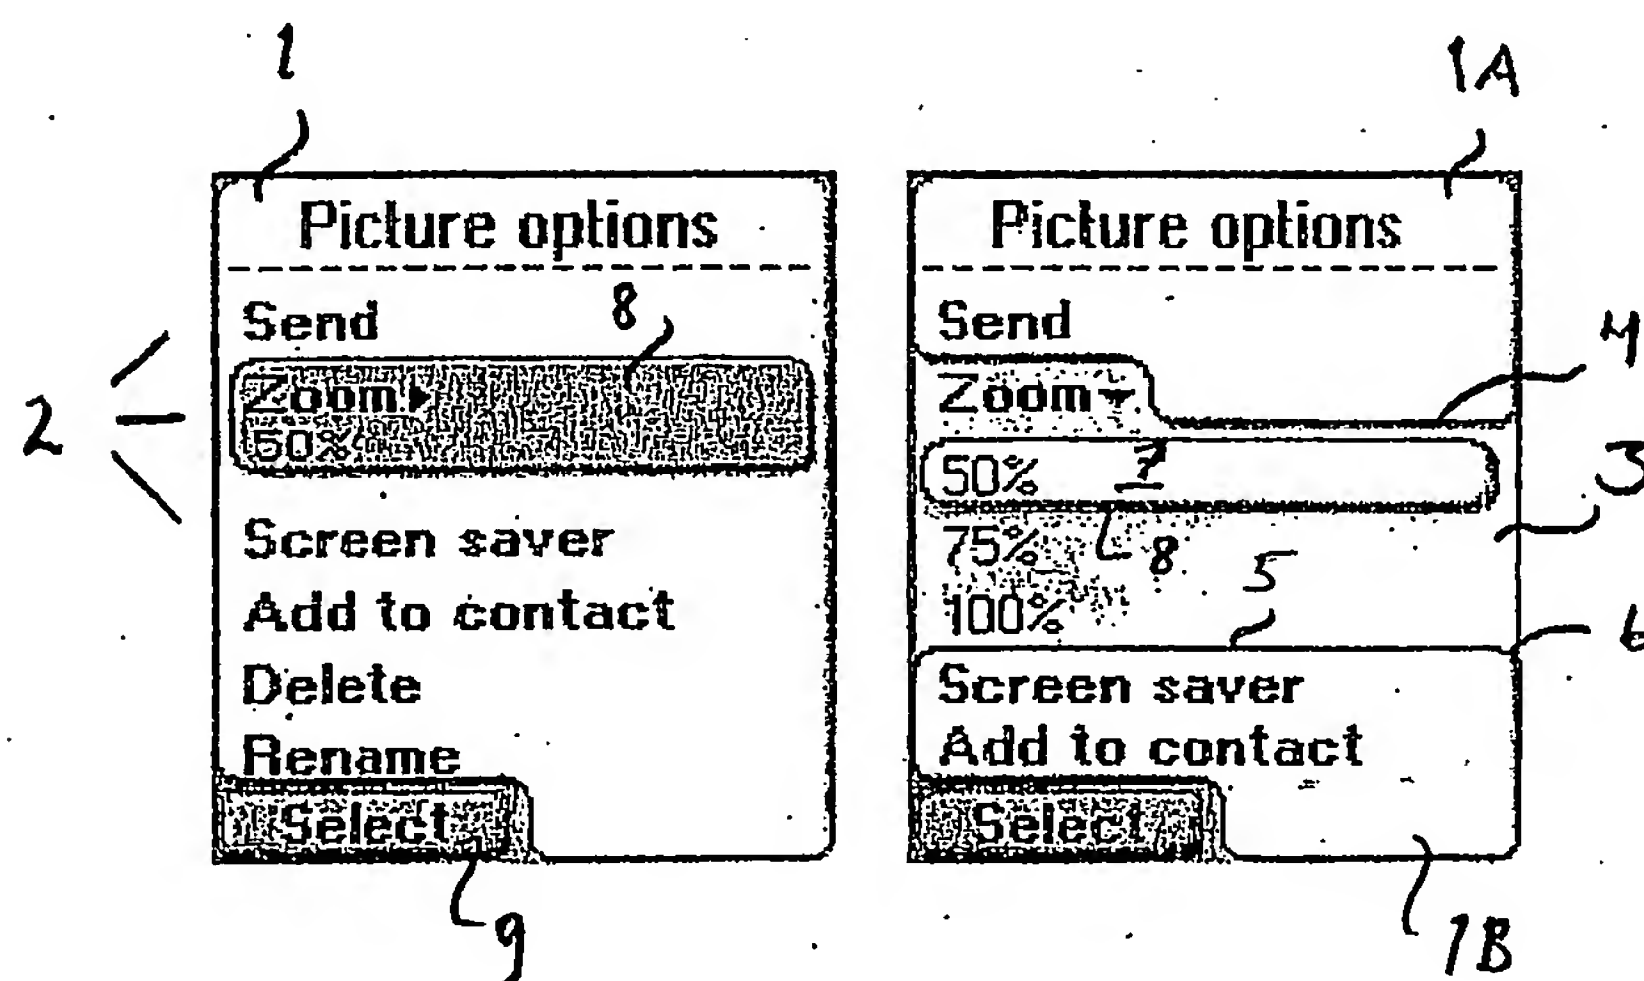 1
1A
Picture options
Send
8
Zoom▸
50%
2
Screen saver
Add to contact
Delete
Rename
Select
9
Picture options
Send
4
Zoom▾
50% 7
3
75% 8
5
100%
6
Screen saver
Add to contact
Select
1B